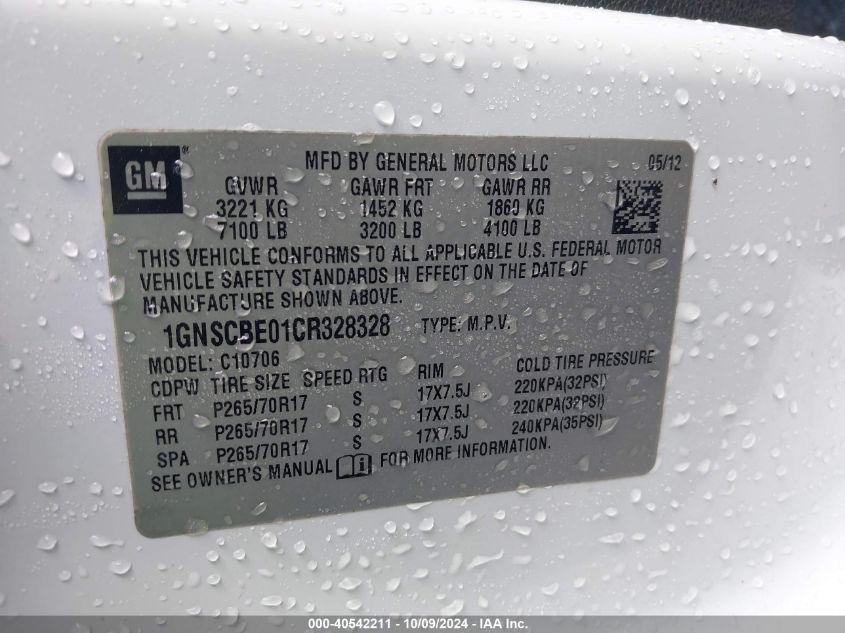 GM ® MFD BY GENERAL MOTORS LLC 05/12
GVWR GAWR FRT GAWR RR
3221 KG 1452 KG 1860 KG
7100 LB 3200 LB 4100 LB
THIS VEHICLE CONFORMS TO ALL APPLICABLE U.S. FEDERAL MOTOR
VEHICLE SAFETY STANDARDS IN EFFECT ON THE DATE OF
MANUFACTURE SHOWN ABOVE.
1GNSCBE01CR328328 TYPE: M.P.V.
MODEL: C10706
CDPW TIRE SIZE SPEED RTG RIM COLD TIRE PRESSURE
FRT P265/70R17 S 17X7.5J 220KPA(32PSI)
RR P265/70R17 S 17X7.5J 220KPA(32PSI)
SPA P265/70R17 S 17X7.5J 240KPA(35PSI)
SEE OWNER'S MANUAL i FOR MORE INFORMATION.
000-40542211 - 10/09/2024 - IAA Inc.